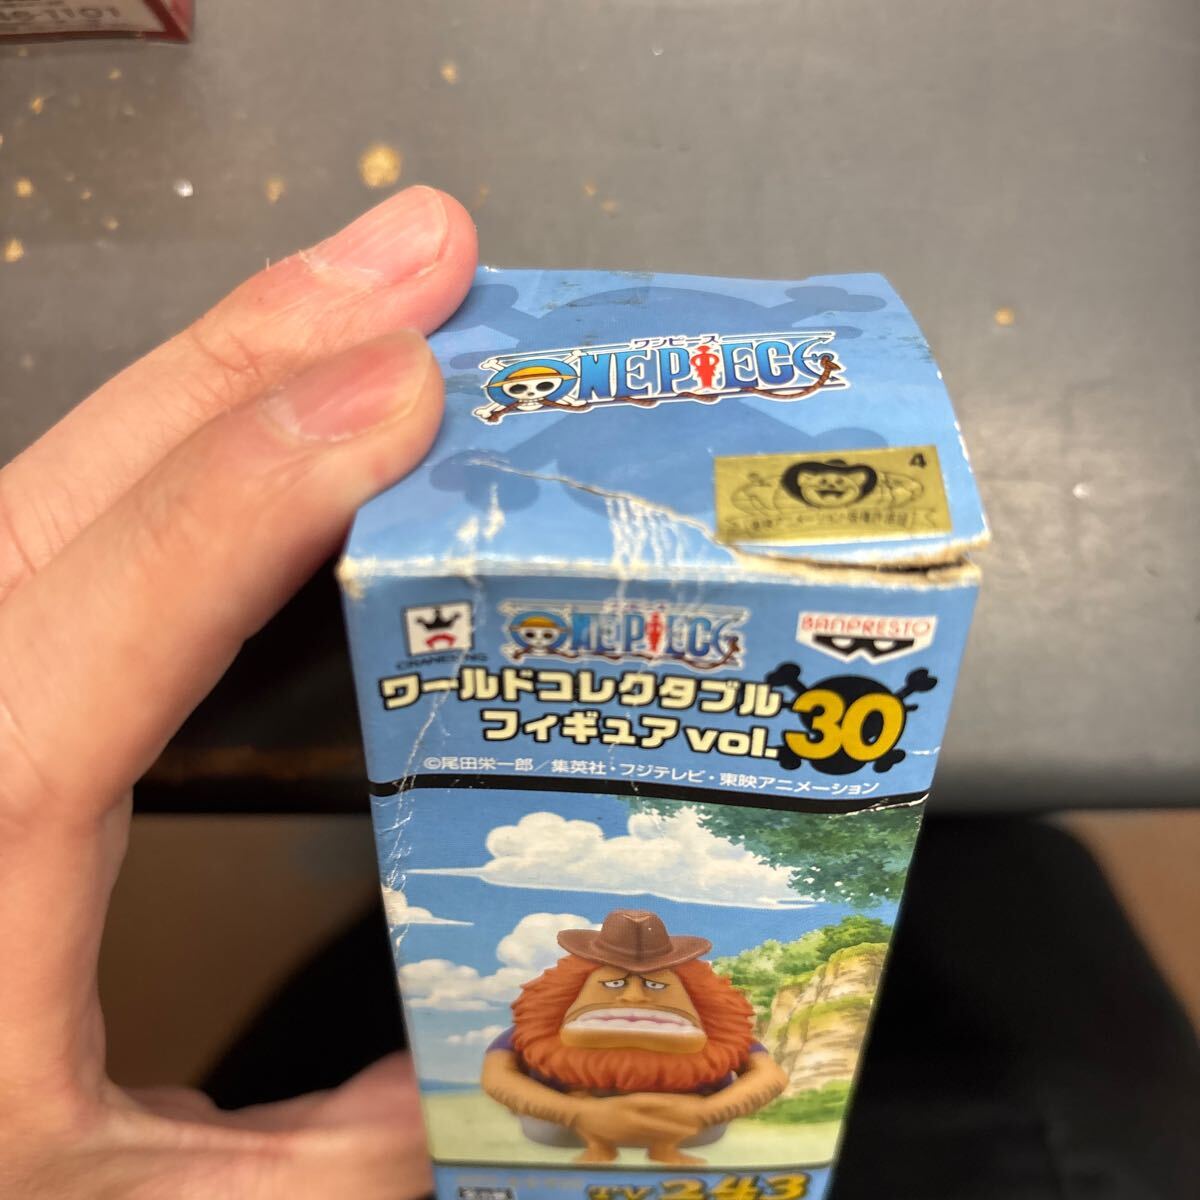 ワンピース
ONE PIECE
4
ONE PIECE
BANPRESTO
ワールドコレクタブル
フィギュア vol. 30
©尾田栄一郎／集英社・フジテレビ・東映アニメーション
TV 243